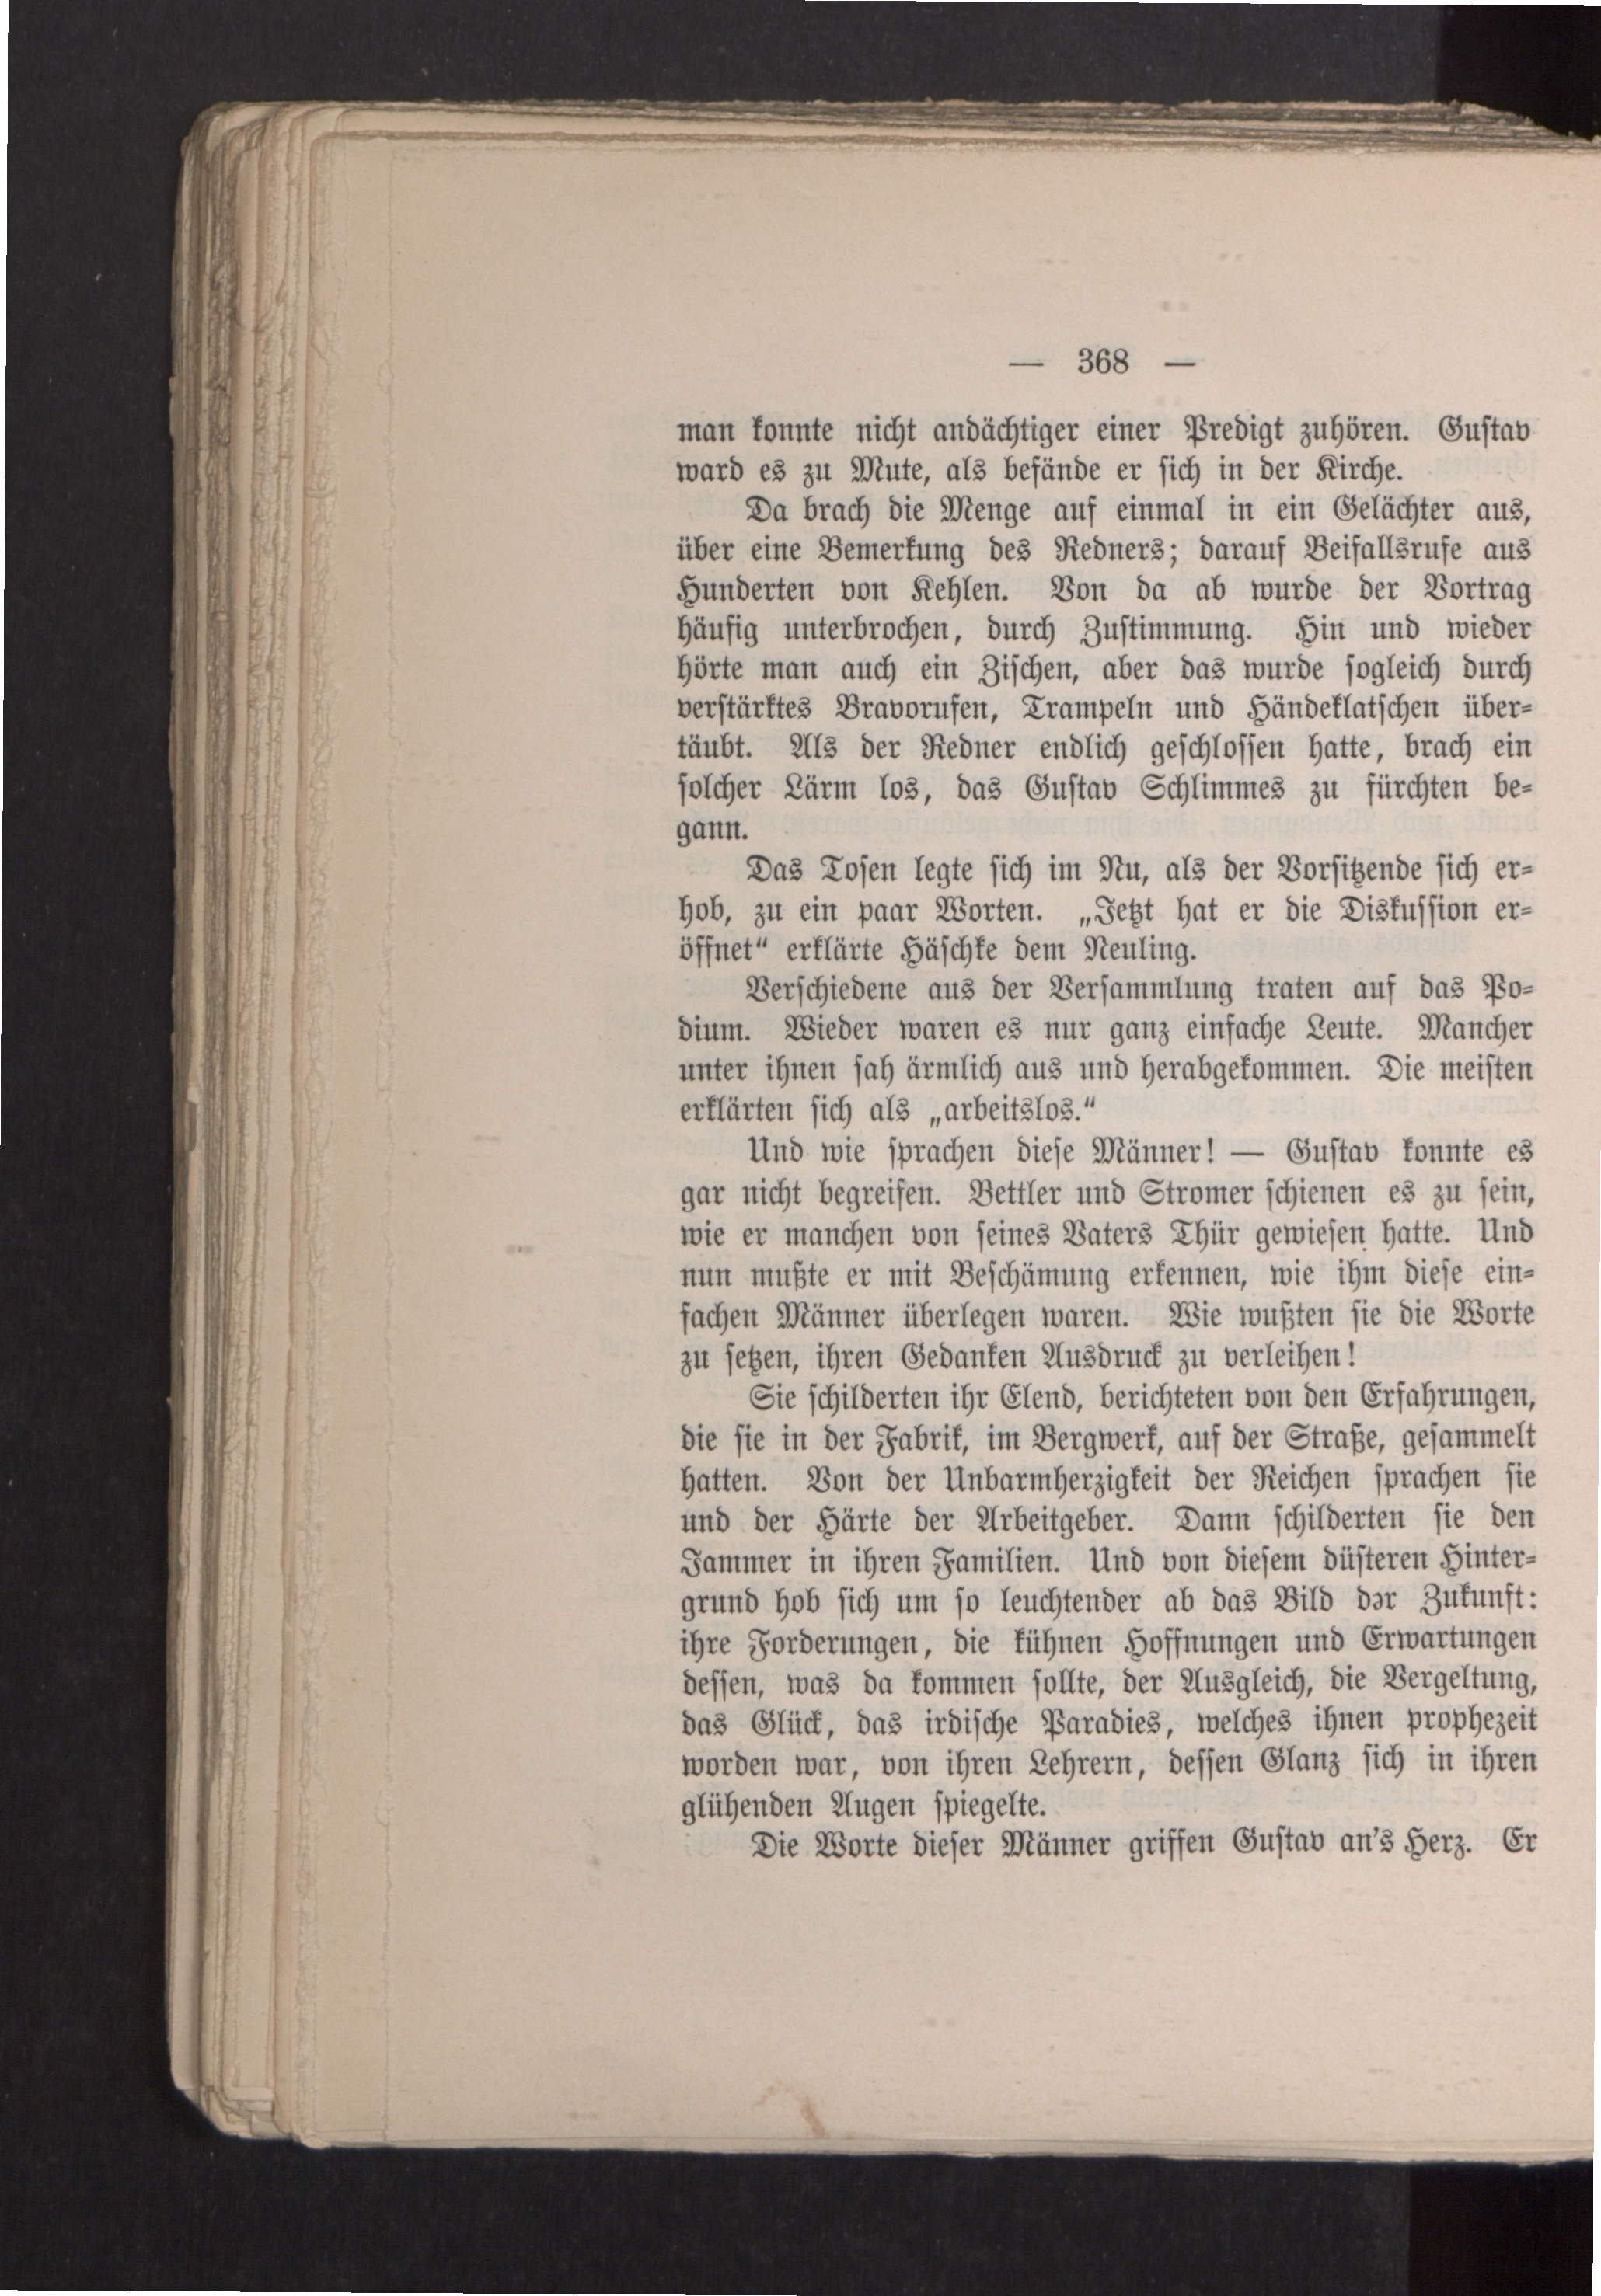 — 368 —
man konnte nicht andächtiger einer Predigt zuhören. Gustav
ward es zu Mute, als befände er sich in der Kirche.
Da brach die Menge auf einmal in ein Gelächter aus,
über eine Bemerkung des Redners; darauf Beifallsrufe aus
Hunderten von Kehlen. Von da ab wurde der Vortrag
häufig unterbrochen, durch Zustimmung. Hin und wieder
hörte man auch ein Zischen, aber das wurde sogleich durch
verstärktes Bravorufen, Trampeln und Händeklatschen über-
täubt. Als der Redner endlich geschlossen hatte, brach ein
solcher Lärm los, das Gustav Schlimmes zu fürchten be-
gann.
Das Tosen legte sich im Nu, als der Vorsitzende sich er-
hob, zu ein paar Worten. „Jetzt hat er die Diskussion er-
öffnet“ erklärte Häschke dem Neuling.
Verschiedene aus der Versammlung traten auf das Po-
dium. Wieder waren es nur ganz einfache Leute. Mancher
unter ihnen sah ärmlich aus und herabgekommen. Die meisten
erklärten sich als „arbeitslos.“
Und wie sprachen diese Männer! — Gustav konnte es
gar nicht begreifen. Bettler und Stromer schienen es zu sein,
wie er manchen von seines Vaters Thür gewiesen hatte. Und
nun mußte er mit Beschämung erkennen, wie ihm diese ein-
fachen Männer überlegen waren. Wie wußten sie die Worte
zu setzen, ihren Gedanken Ausdruck zu verleihen!
Sie schilderten ihr Elend, berichteten von den Erfahrungen,
die sie in der Fabrik, im Bergwerk, auf der Straße, gesammelt
hatten. Von der Unbarmherzigkeit der Reichen sprachen sie
und der Härte der Arbeitgeber. Dann schilderten sie den
Jammer in ihren Familien. Und von diesem düsteren Hinter-
grund hob sich um so leuchtender ab das Bild dər Zukunft:
ihre Forderungen, die kühnen Hoffnungen und Erwartungen
dessen, was da kommen sollte, der Ausgleich, die Vergeltung,
das Glück, das irdische Paradies, welches ihnen prophezeit
worden war, von ihren Lehrern, dessen Glanz sich in ihren
glühenden Augen spiegelte.
Die Worte dieser Männer griffen Gustav an's Herz. Er